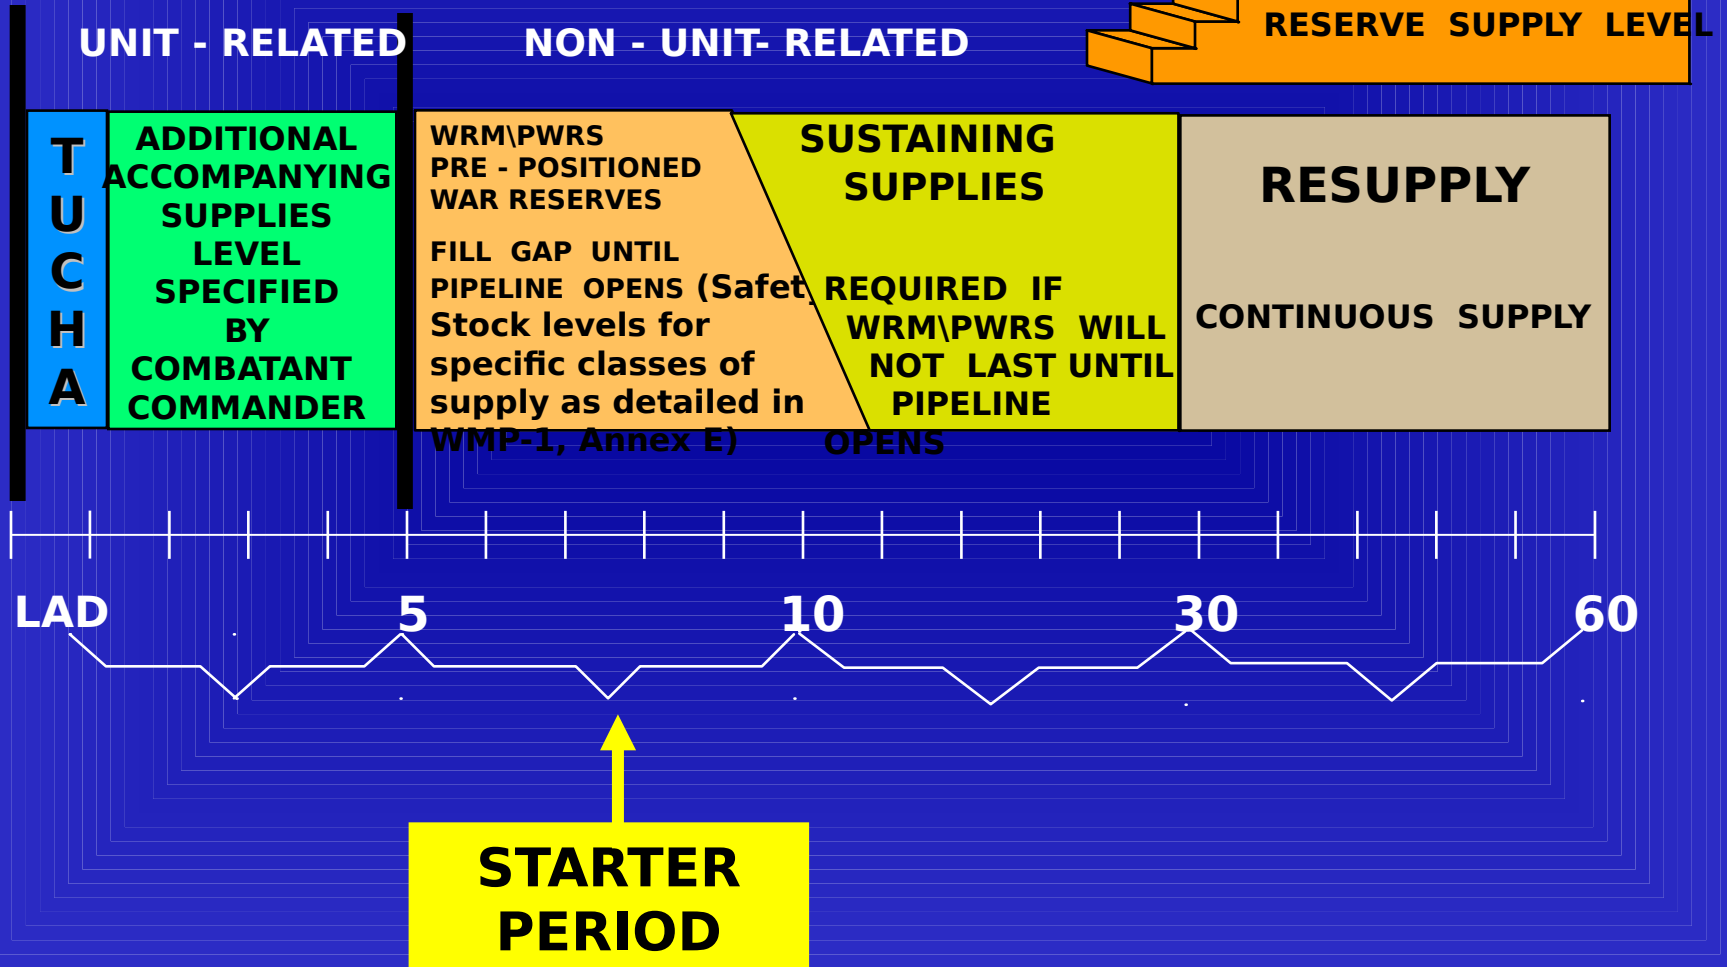 RESERVE SUPPLY LEVEL
UNIT - RELATED
NON - UNIT- RELATED
T
U
C
H
A
ADDITIONAL
ACCOMPANYING
SUPPLIES
LEVEL
SPECIFIED
BY
COMBATANT
COMMANDER
WRM\PWRS
PRE - POSITIONED
WAR RESERVES
FILL GAP UNTIL
PIPELINE OPENS (Safety
Stock levels for
specific classes of
supply as detailed in
WMP-1, Annex E)
SUSTAINING
SUPPLIES
REQUIRED IF
WRM\PWRS WILL
NOT LAST UNTIL
PIPELINE
OPENS
RESUPPLY
CONTINUOUS SUPPLY
LAD 5 10 30 60
STARTER
PERIOD